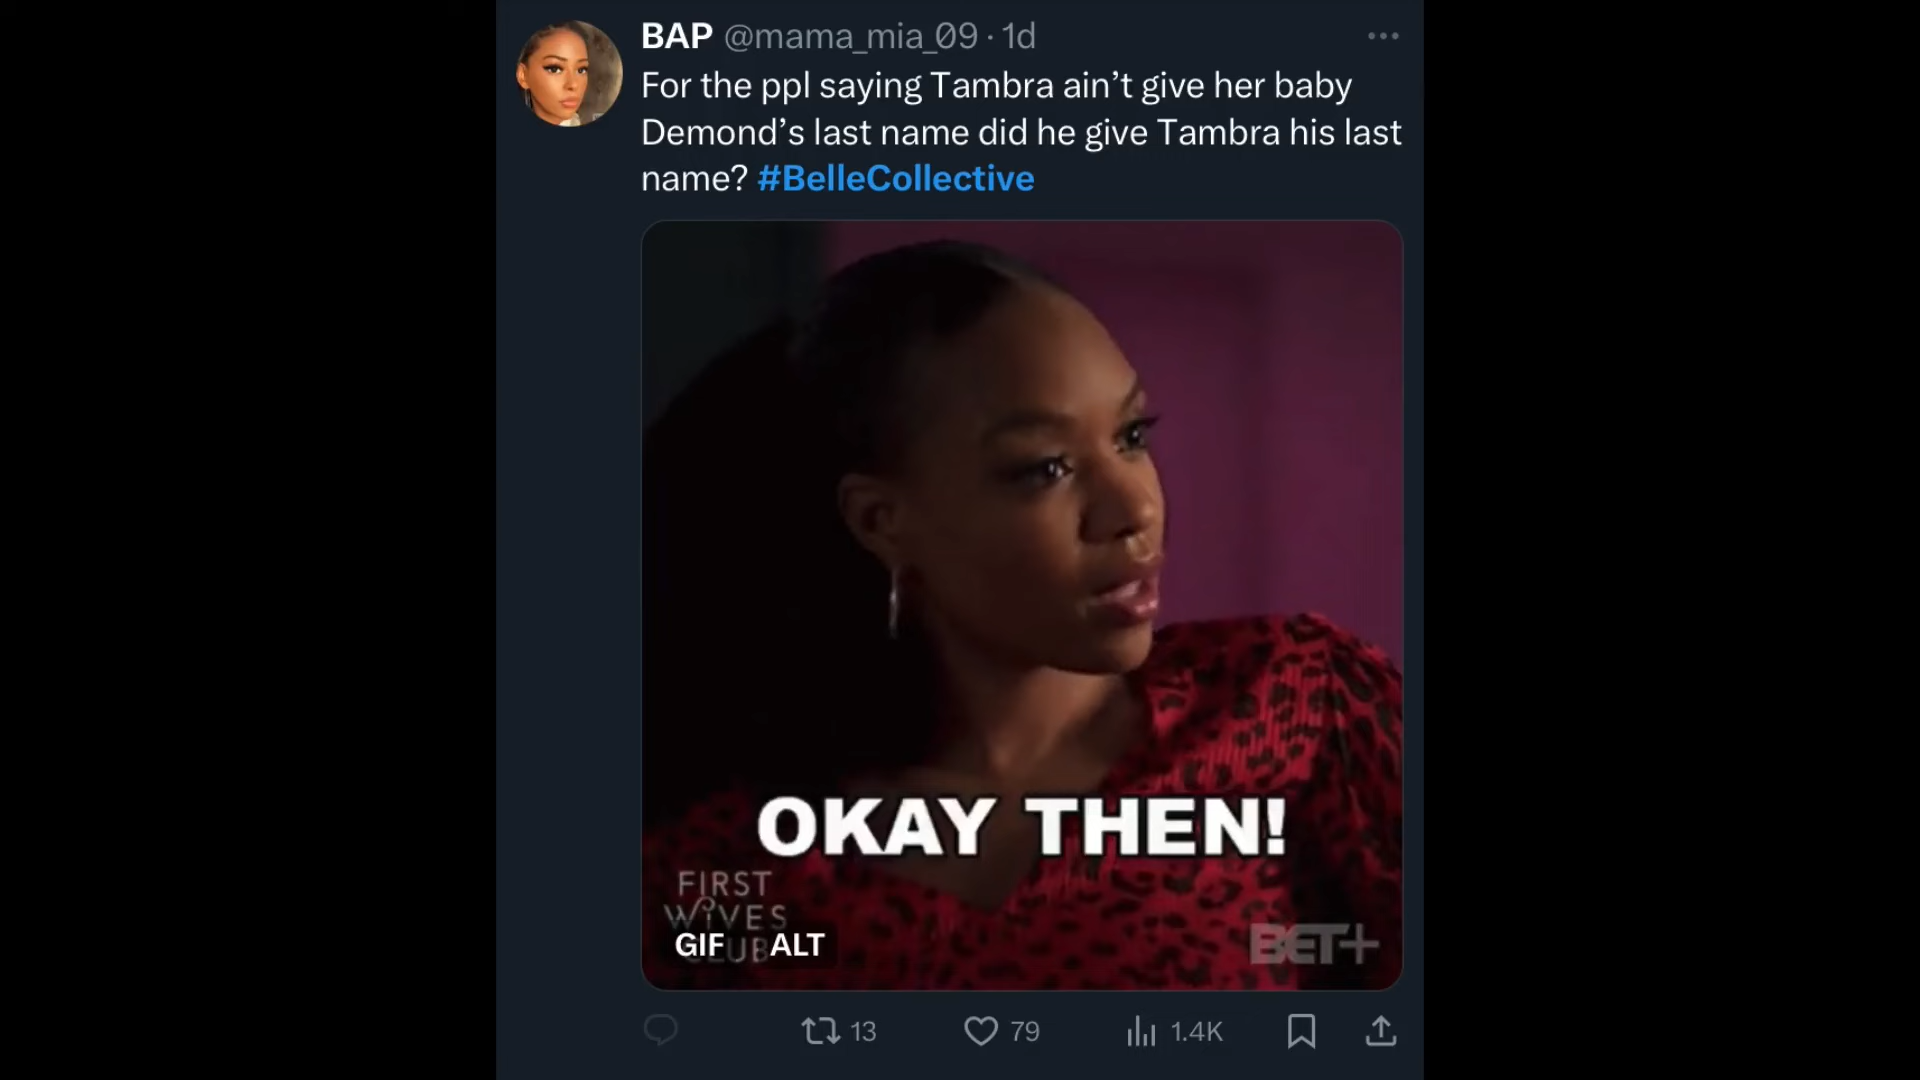 BAP @mama_mia_09 · 1d
For the ppl saying Tambra ain’t give her baby
Demond’s last name did he give Tambra his last
name? #BelleCollective
OKAY THEN!
FIRST
WIVES
CLUB
GIF ALT
BET+
13 79 1.4K